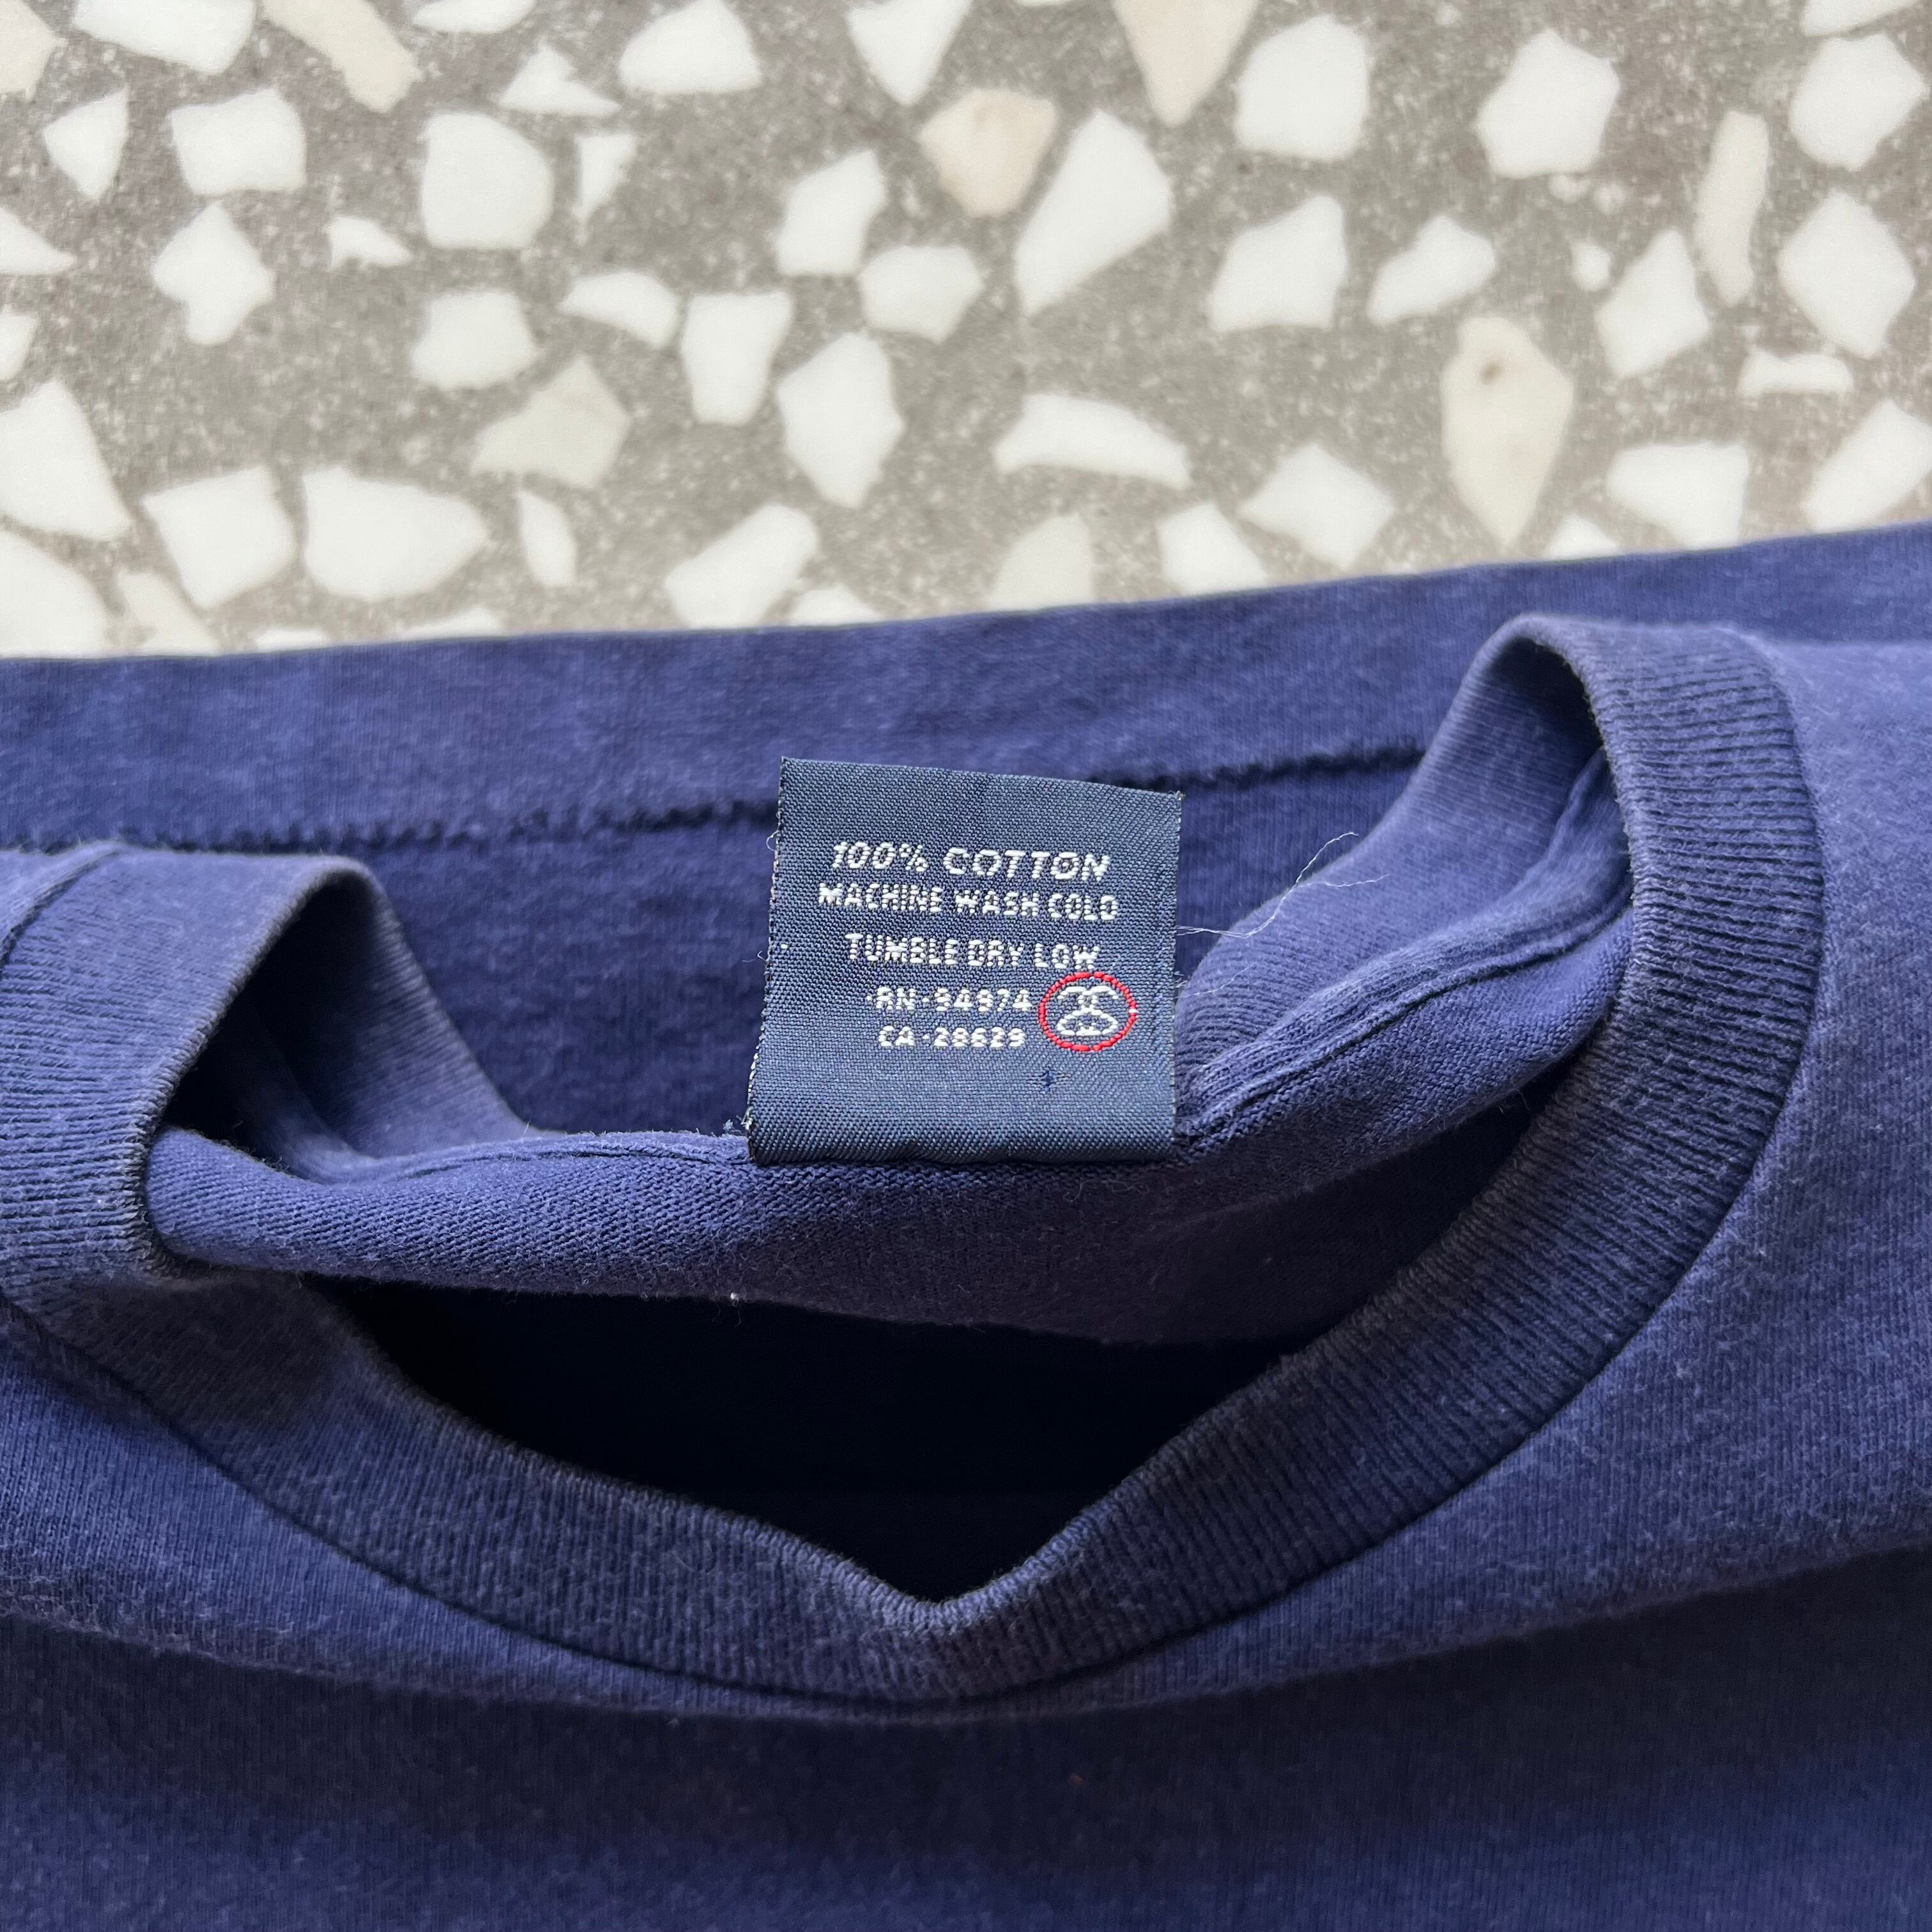 100% COTTON
MACHINE WASH COLD
TUMBLE DRY LOW
RN-94974
CA-28629